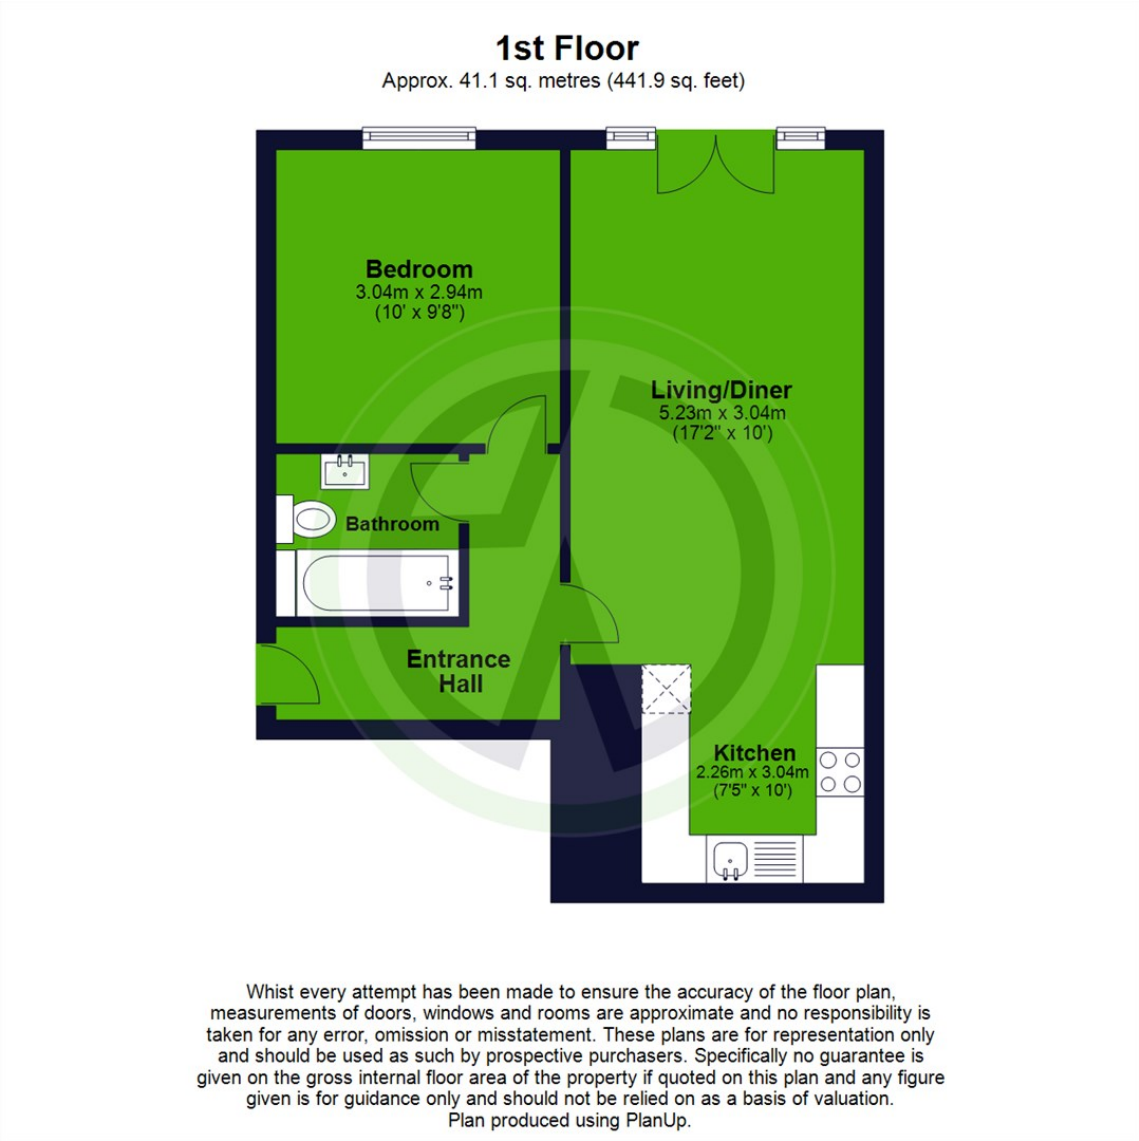 1st Floor
Approx. 41.1 sq. metres (441.9 sq. feet)
Bedroom
3.04m x 2.94m
(10' x 9'8")
Living/Diner
5.23m x 3.04m
(17'2" x 10')
Bathroom
Entrance
Hall
Kitchen
2.26m x 3.04m
(7'5" x 10')
Whist every attempt has been made to ensure the accuracy of the floor plan,
measurements of doors, windows and rooms are approximate and no responsibility is
taken for any error, omission or misstatement. These plans are for representation only
and should be used as such by prospective purchasers. Specifically no guarantee is
given on the gross internal floor area of the property if quoted on this plan and any figure
given is for guidance only and should not be relied on as a basis of valuation.
Plan produced using PlanUp.